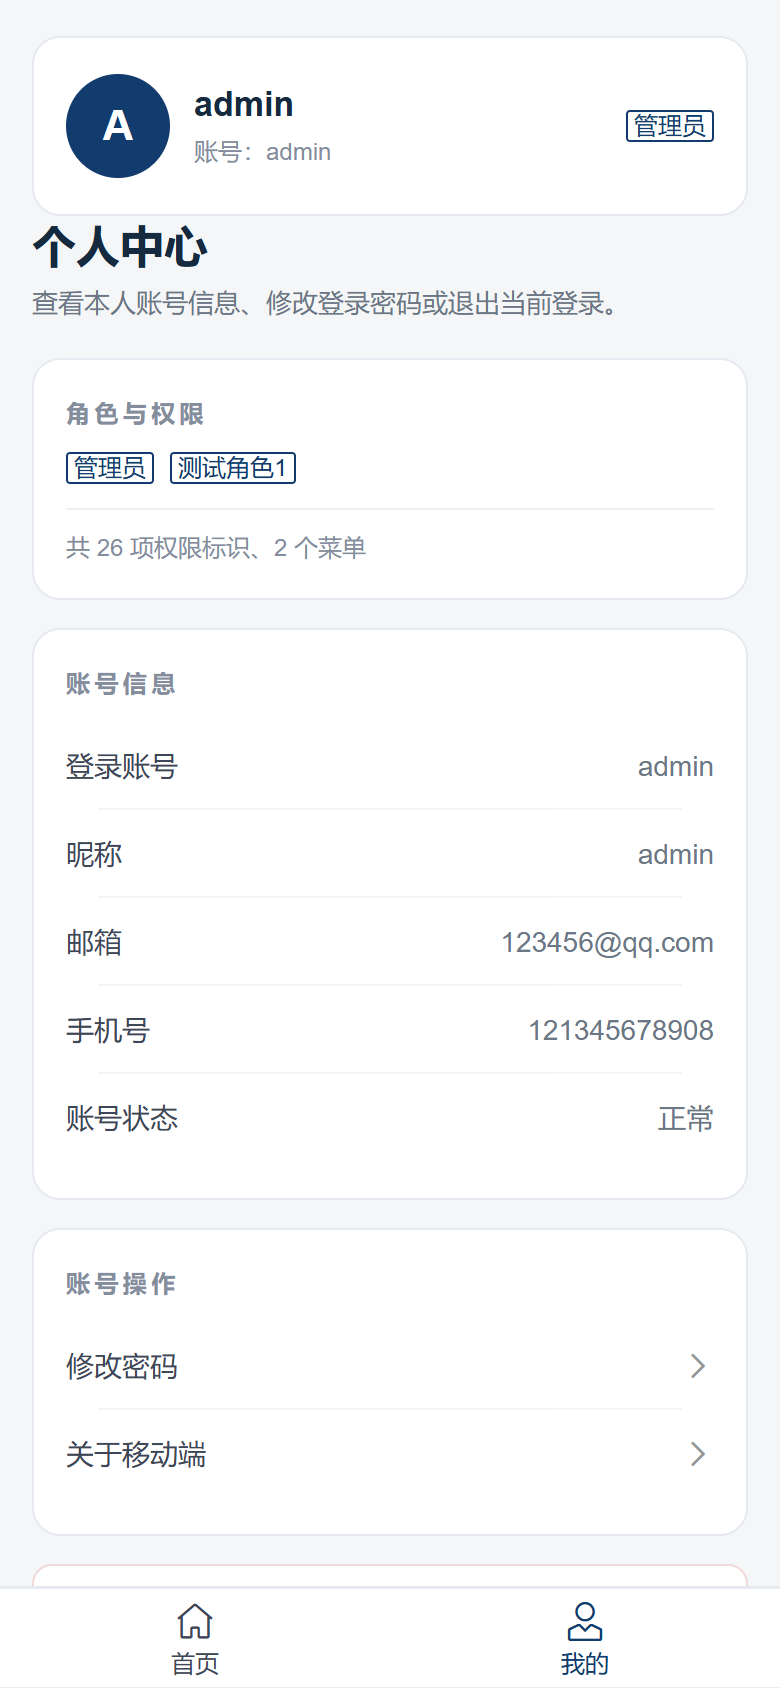 A
admin
账号：admin
管理员
个人中心
查看本人账号信息、修改登录密码或退出当前登录。
角色与权限
管理员 测试角色1
共 26 项权限标识、2 个菜单
账号信息
登录账号 admin
昵称 admin
邮箱 123456@qq.com
手机号 121345678908
账号状态 正常
账号操作
修改密码
关于移动端
首页 我的